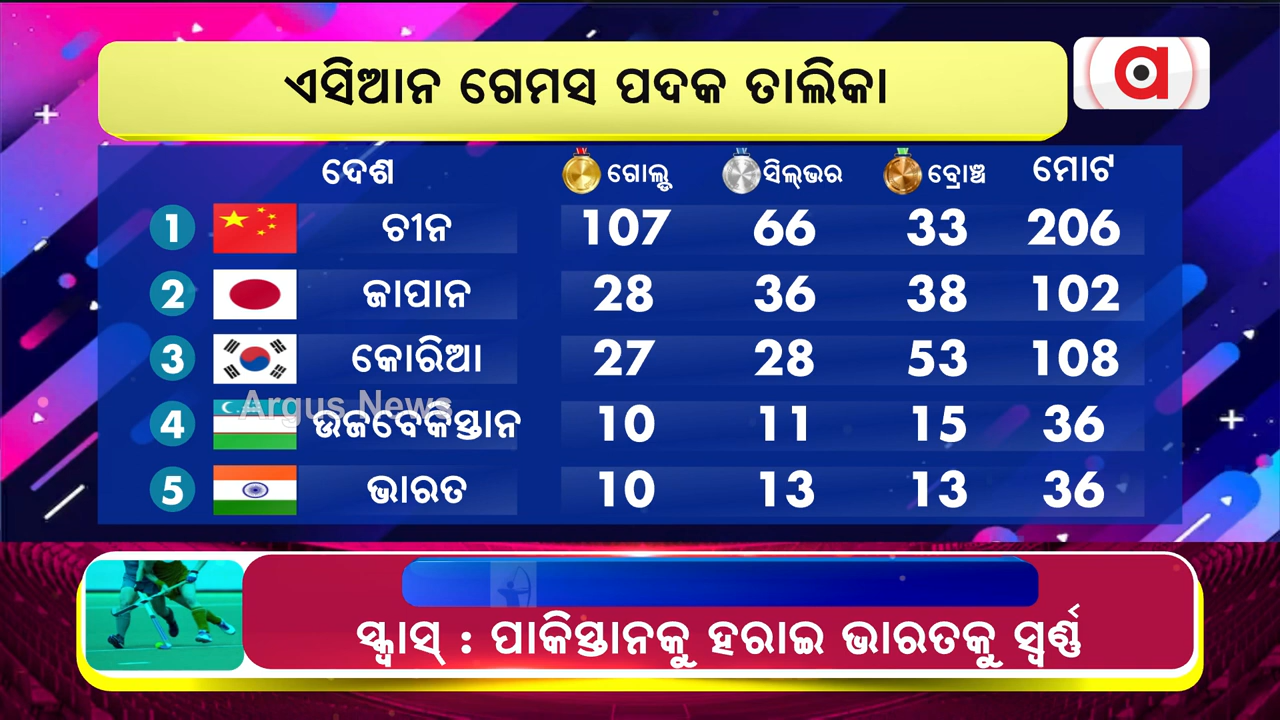 ଏସିଆନ ଗେମସ ପଦକ ତାଲିକା
a
ଦେଶ ଗୋଲ୍ଡ ସିଲ୍‌ଭର ବ୍ରୋଞ୍ଚ ମୋଟ
1 ଚୀନ 107 66 33 206
2 ଜାପାନ 28 36 38 102
3 କୋରିଆ 27 28 53 108
Argus News
4 ଉଜବେକିସ୍ତାନ 10 11 15 36
5 ଭାରତ 10 13 13 36
ସ୍କ୍ୱାସ୍ : ପାକିସ୍ତାନକୁ ହରାଇ ଭାରତକୁ ସ୍ୱର୍ଣ୍ଣ